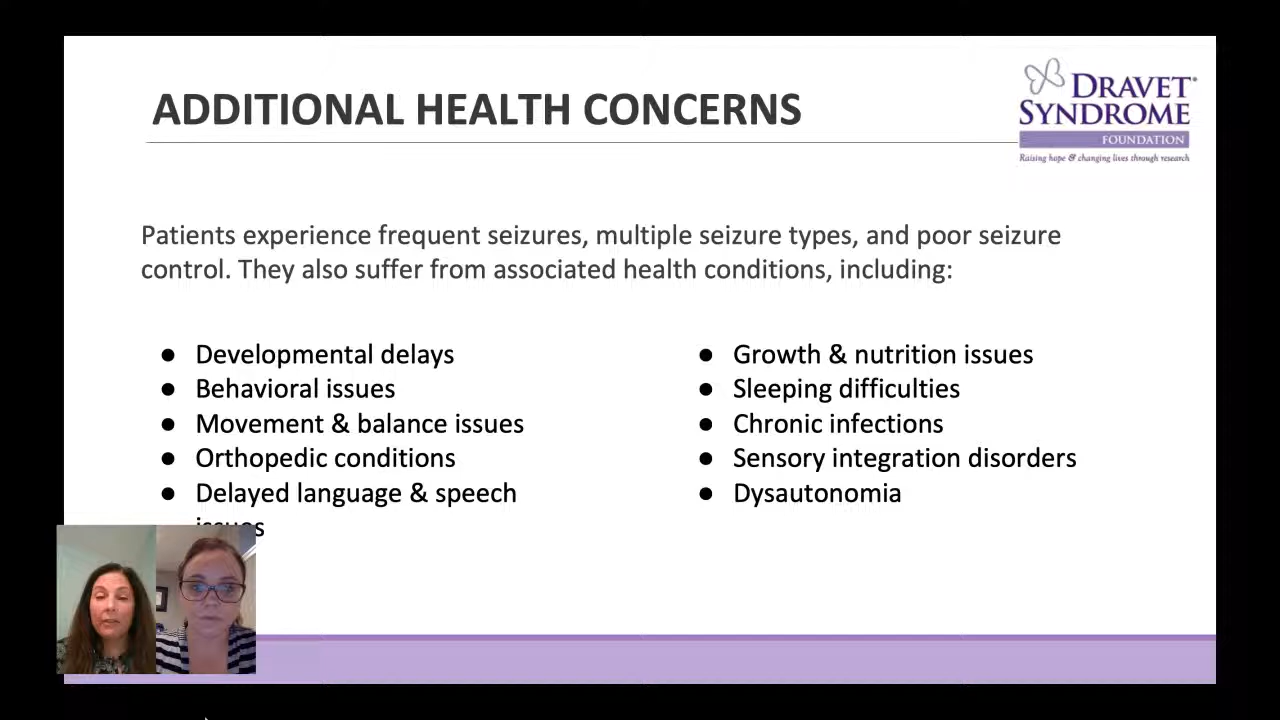 ADDITIONAL HEALTH CONCERNS
DRAVET
SYNDROME
FOUNDATION
Raising hope & changing lives through research
Patients experience frequent seizures, multiple seizure types, and poor seizure
control. They also suffer from associated health conditions, including:
● Developmental delays
● Behavioral issues
● Movement & balance issues
● Orthopedic conditions
● Delayed language & speech
issues
● Growth & nutrition issues
● Sleeping difficulties
● Chronic infections
● Sensory integration disorders
● Dysautonomia